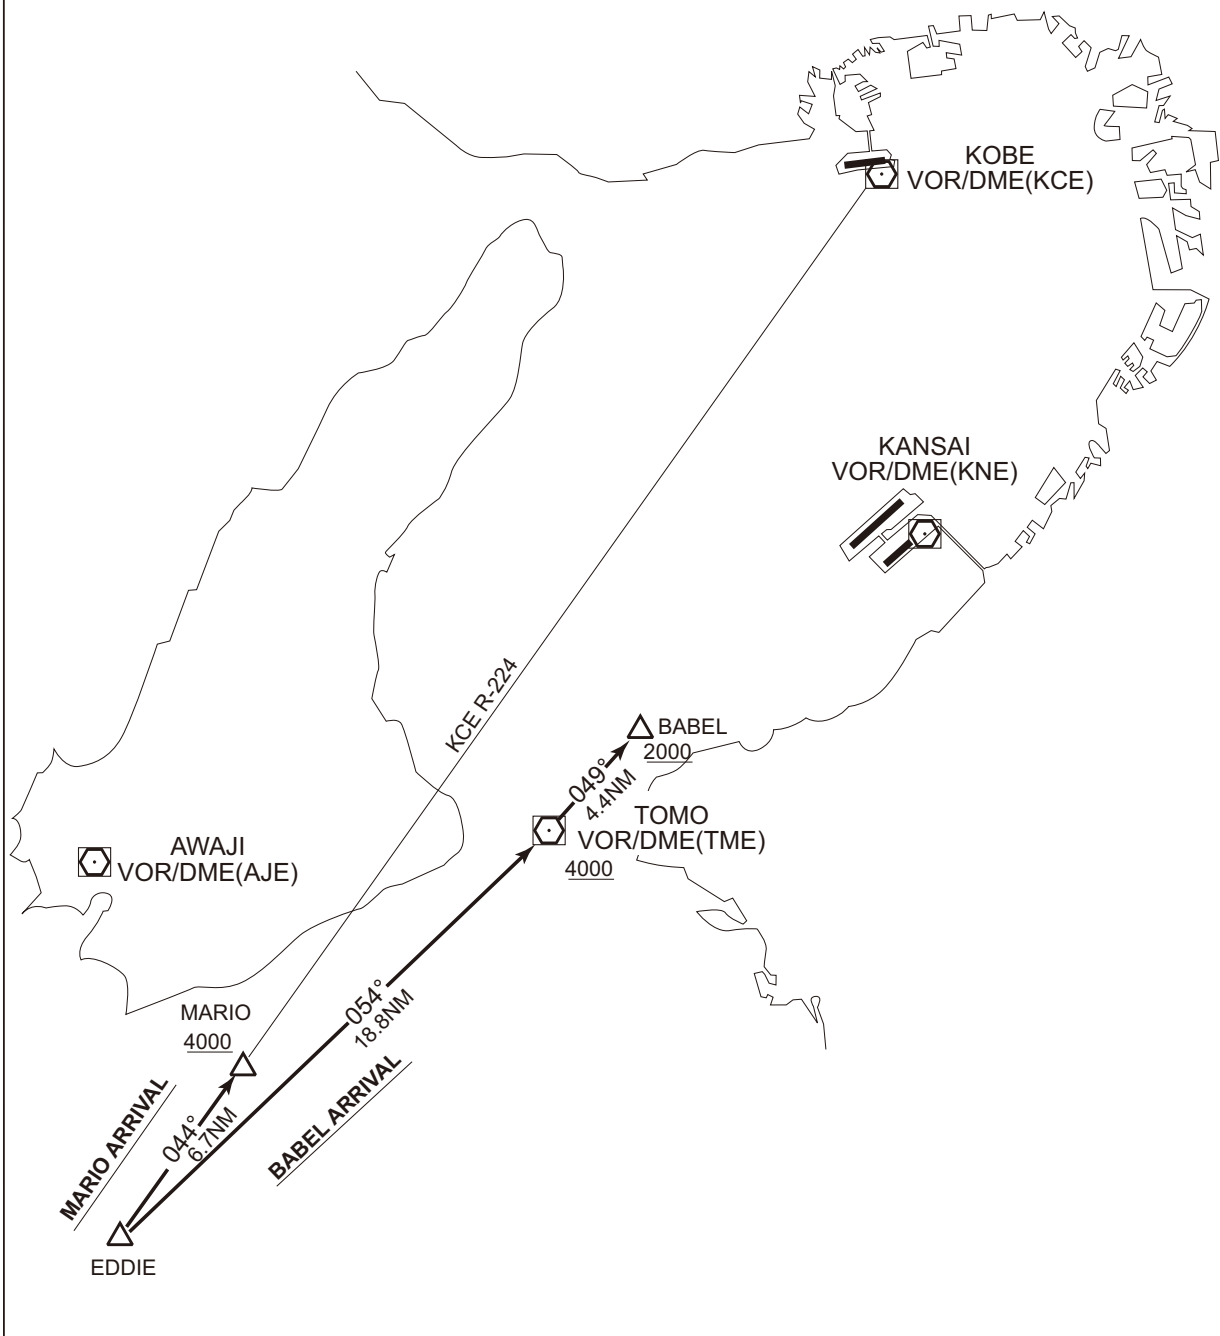 KOBE
VOR/DME(KCE)
KANSAI
VOR/DME(KNE)
KCE R-224
BABEL
2000
049°
4.4NM
TOMO
VOR/DME(TME)
4000
AWAJI
VOR/DME(AJE)
054°
18.8NM
MARIO
4000
MARIO ARRIVAL
044°
6.7NM
BABEL ARRIVAL
EDDIE